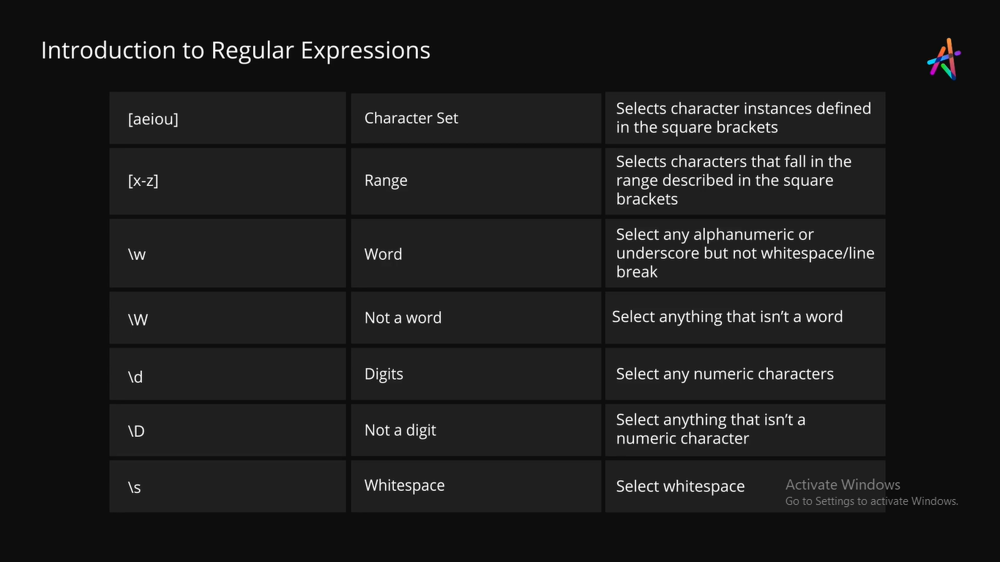 Introduction to Regular Expressions
[aeiou]
Character Set
Selects character instances defined
in the square brackets
[x-z]
Range
Selects characters that fall in the
range described in the square
brackets
\w
Word
Select any alphanumeric or
underscore but not whitespace/line
break
\W
Not a word
Select anything that isn’t a word
\d
Digits
Select any numeric characters
\D
Not a digit
Select anything that isn’t a
numeric character
\s
Whitespace
Select whitespace
Activate Windows
Go to Settings to activate Windows.